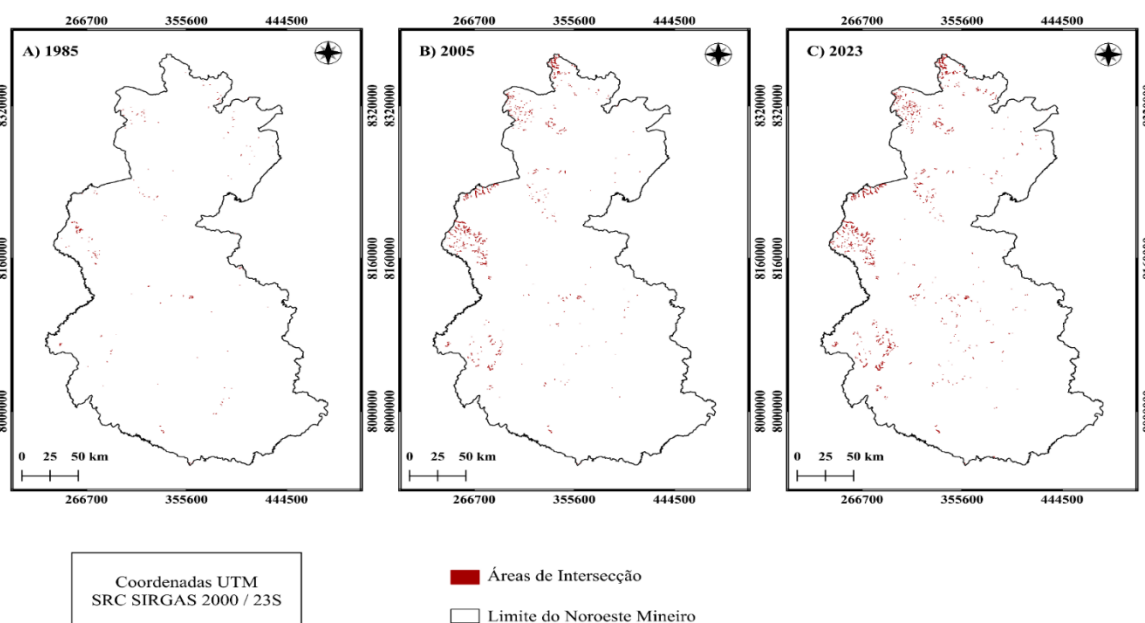 266700 355600 444500 266700 355600 444500 266700 355600 444500
A) 1985 B) 2005 C) 2023
8320000 8320000 8320000
8160000 8160000 8160000
8000000 8000000 8000000
0 25 50 km 0 25 50 km 0 25 50 km
266700 355600 444500 266700 355600 444500 266700 355600 444500
Coordenadas UTM
SRC SIRGAS 2000 / 23S
Áreas de Intersecção
Limite do Noroeste Mineiro